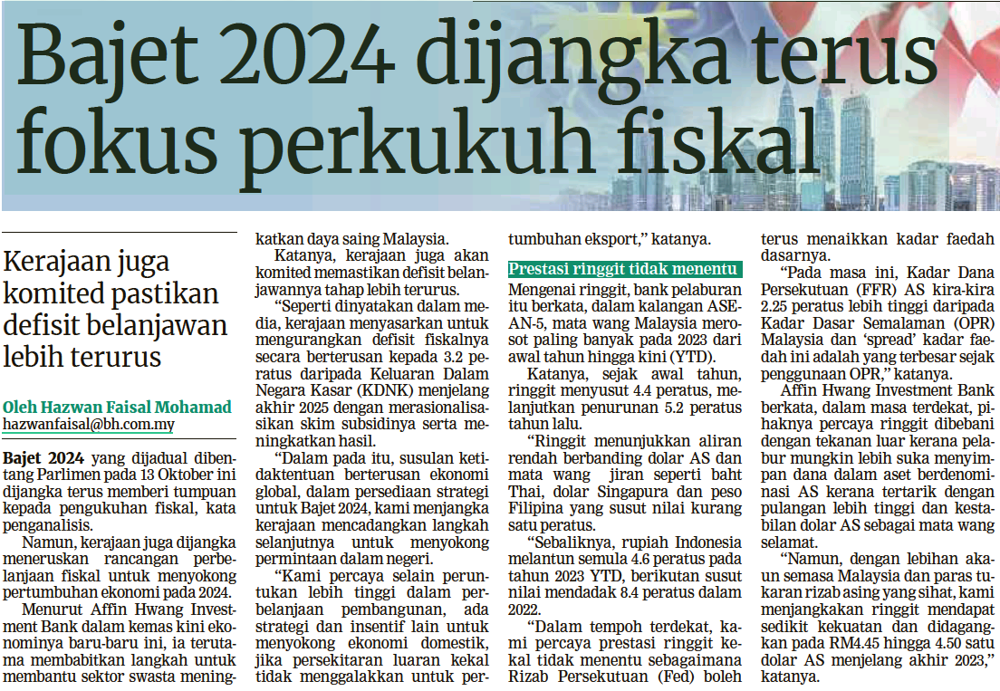 Bajet 2024 dijangka terus
fokus perkukuh fiskal
Kerajaan juga
komited pastikan
defisit belanjawan
lebih terurus
Oleh Hazwan Faisal Mohamad
hazwanfaisal@bh.com.my
Bajet 2024 yang dijadual diben-
tang Parlimen pada 13 Oktober ini
dijangka terus memberi tumpuan
kepada pengukuhan fiskal, kata
penganalisis.
Namun, kerajaan juga dijangka
meneruskan rancangan perbe-
lanjaan fiskal untuk menyokong
pertumbuhan ekonomi pada 2024.
Menurut Affin Hwang Invest-
ment Bank dalam kemas kini eko-
nominya baru-baru ini, ia teruta-
ma membabitkan langkah untuk
membantu sektor swasta mening-
katkan daya saing Malaysia.
Katanya, kerajaan juga akan
komited memastikan defisit belan-
jawannya tahap lebih terurus.
“Seperti dinyatakan dalam me-
dia, kerajaan menyasarkan untuk
mengurangkan defisit fiskalnya
secara berterusan kepada 3.2 pe-
ratus daripada Keluaran Dalam
Negara Kasar (KDNK) menjelang
akhir 2025 dengan merasionalisa-
sikan skim subsidinya serta me-
ningkatkan hasil.
“Dalam pada itu, susulan keti-
daktentuan berterusan ekonomi
global, dalam persediaan strategi
untuk Bajet 2024, kami menjangka
kerajaan mencadangkan langkah
selanjutnya untuk menyokong
permintaan dalam negeri.
“Kami percaya selain perun-
tukan lebih tinggi dalam per-
belanjaan pembangunan, ada
strategi dan insentif lain untuk
menyokong ekonomi domestik,
jika persekitaran luaran kekal
tidak menggalakkan untuk per-
tumbuhan eksport,” katanya.
Prestasi ringgit tidak menentu
Mengenai ringgit, bank pelaburan
itu berkata, dalam kalangan ASE-
AN-5, mata wang Malaysia mero-
sot paling banyak pada 2023 dari
awal tahun hingga kini (YTD).
Katanya, sejak awal tahun,
ringgit menyusut 4.4 peratus, me-
lanjutkan penurunan 5.2 peratus
tahun lalu.
“Ringgit menunjukkan aliran
rendah berbanding dolar AS dan
mata wang jiran seperti baht
Thai, dolar Singapura dan peso
Filipina yang susut nilai kurang
satu peratus.
“Sebaliknya, rupiah Indonesia
melantun semula 4.6 peratus pada
tahun 2023 YTD, berikutan susut
nilai mendadak 8.4 peratus dalam
2022.
“Dalam tempoh terdekat, ka-
mi percaya prestasi ringgit ke-
kal tidak menentu sebagaimana
Rizab Persekutuan (Fed) boleh
terus menaikkan kadar faedah
dasarnya.
“Pada masa ini, Kadar Dana
Persekutuan (FFR) AS kira-kira
2.25 peratus lebih tinggi daripada
Kadar Dasar Semalaman (OPR)
Malaysia dan ‘spread’ kadar fae-
dah ini adalah yang terbesar sejak
penggunaan OPR,” katanya.
Affin Hwang Investment Bank
berkata, dalam masa terdekat, pi-
haknya percaya ringgit dibebani
dengan tekanan luar kerana pela-
bur mungkin lebih suka menyim-
pan dana dalam aset berdenomi-
nasi AS kerana tertarik dengan
pulangan lebih tinggi dan kesta-
bilan dolar AS sebagai mata wang
selamat.
“Namun, dengan lebihan aka-
un semasa Malaysia dan paras tu-
karan rizab asing yang sihat, kami
menjangkakan ringgit mendapat
sedikit kekuatan dan didagang-
kan pada RM4.45 hingga 4.50 satu
dolar AS menjelang akhir 2023,”
katanya.